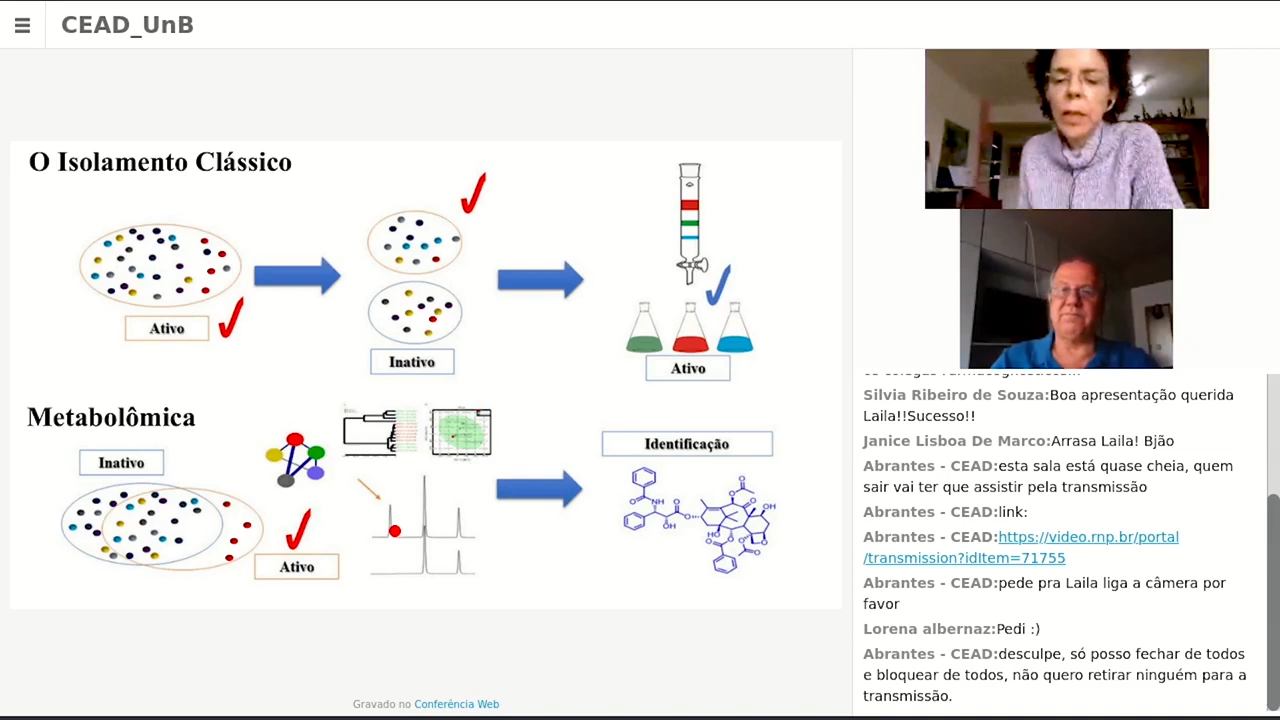 CEAD_UnB
O Isolamento Clássico
Ativo
Inativo
Ativo
Metabolômica
Inativo
Ativo
Identificação
NH
O
O
OH
O
O
O
O
OH
HO
O
O
O
O
O
Gravado no Conferência Web
Silvia Ribeiro de Souza:Boa apresentação querida
Laila!!Sucesso!!
Janice Lisboa De Marco:Arrasa Laila! Bjão
Abrantes - CEAD:esta sala está quase cheia, quem
sair vai ter que assistir pela transmissão
Abrantes - CEAD:link:
Abrantes - CEAD:https://video.rnp.br/portal
/transmission?idItem=71755
Abrantes - CEAD:pede pra Laila liga a câmera por
favor
Lorena albernaz:Pedi :)
Abrantes - CEAD:desculpe, só posso fechar de todos
e bloquear de todos, não quero retirar ninguém para a
transmissão.